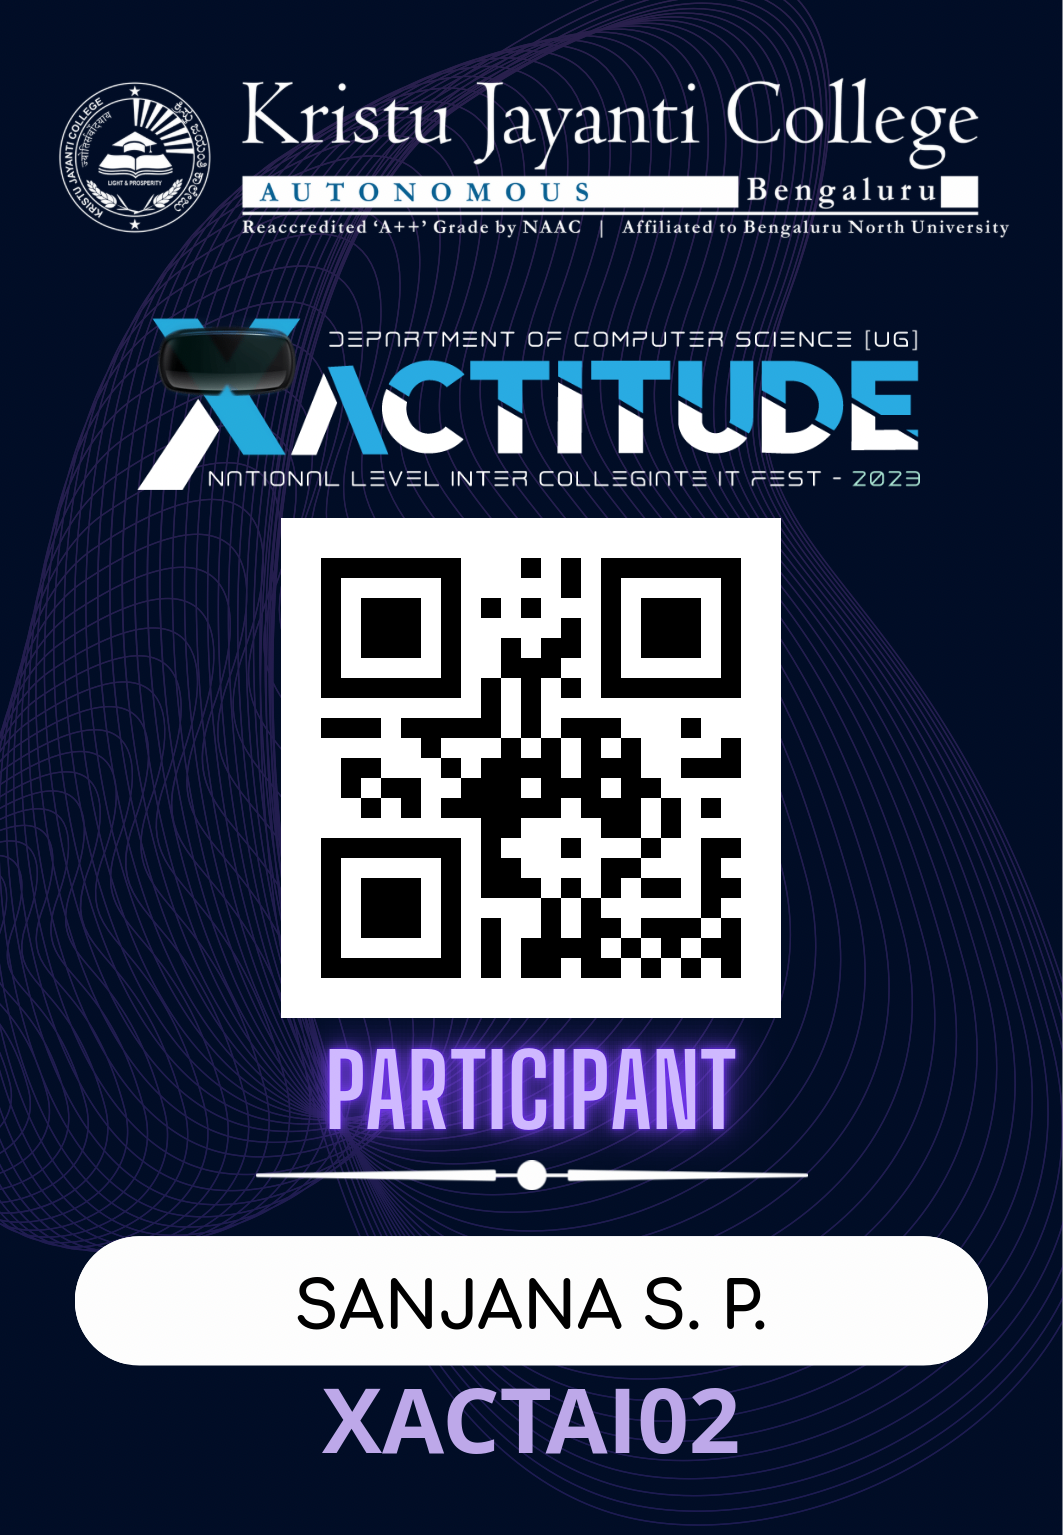 KRISTU JAYANTI COLLEGE
LIGHT & PROSPERITY
Kristu Jayanti College
AUTONOMOUS Bengaluru
Reaccredited ‘A++’ Grade by NAAC | Affiliated to Bengaluru North University
DEPARTMENT OF COMPUTER SCIENCE [UG]
XACTITUDE
NATIONAL LEVEL INTER COLLEGIATE IT FEST - 2023
PARTICIPANT
SANJANA S. P.
XACTAI02